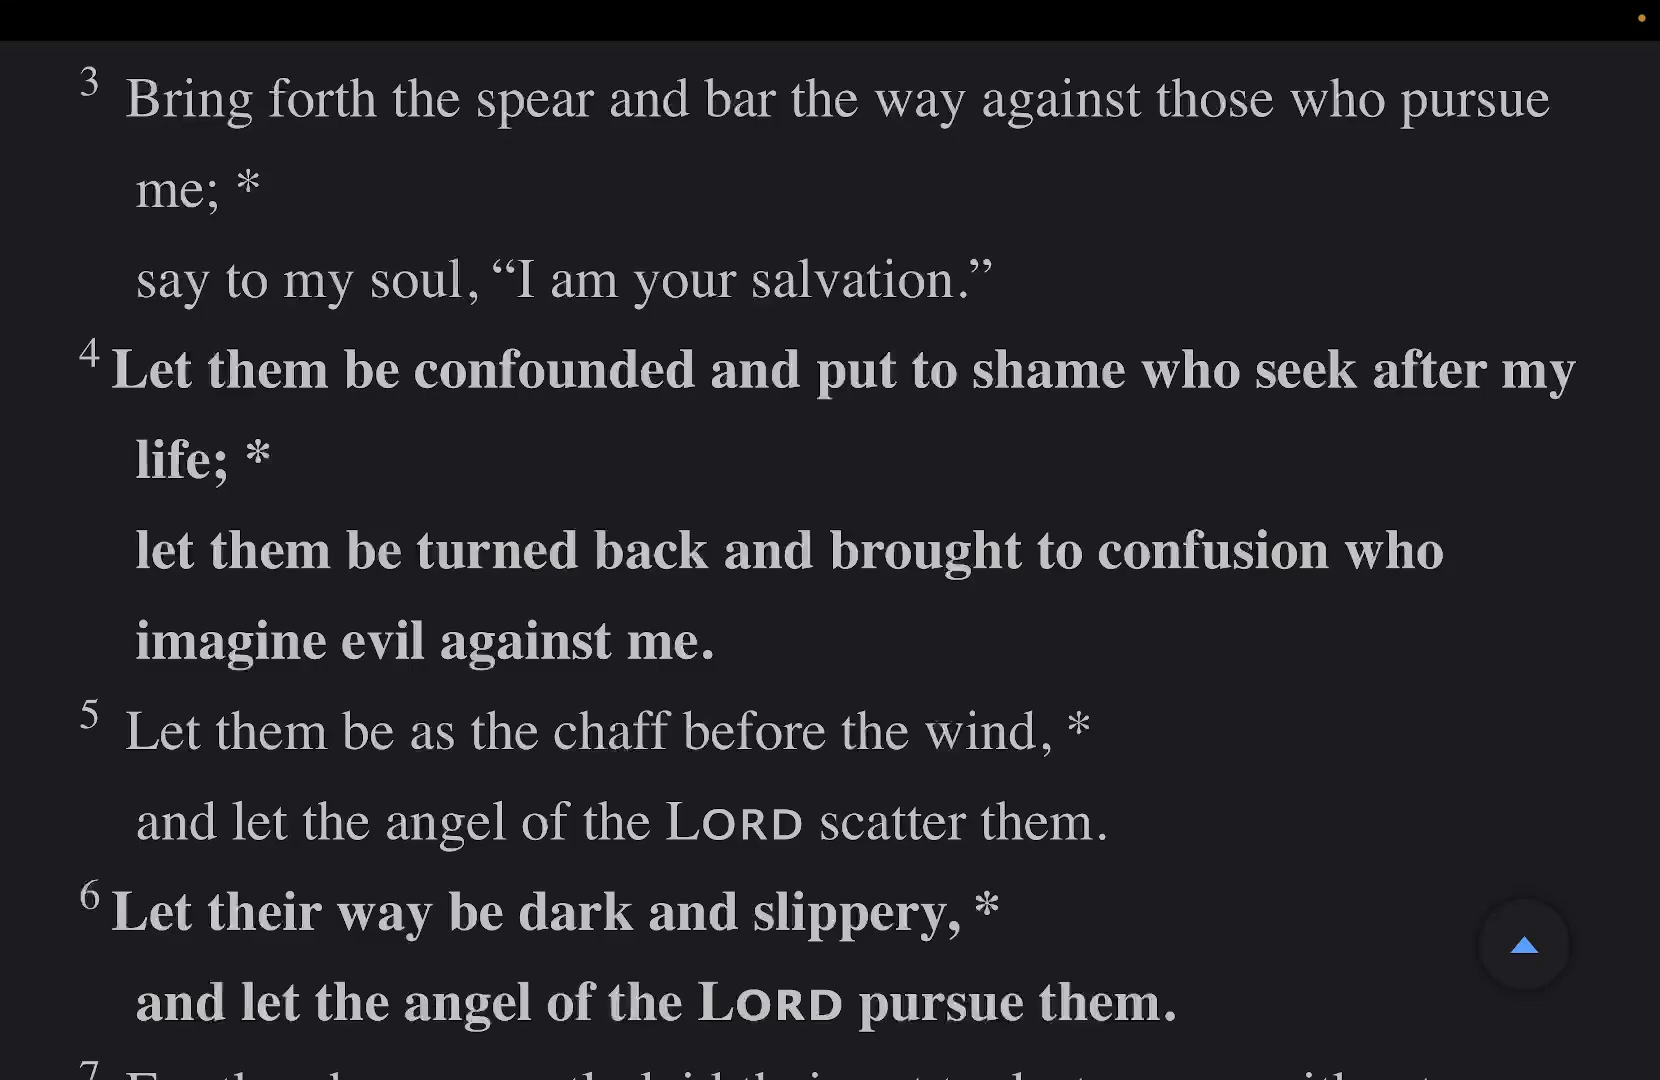 3 Bring forth the spear and bar the way against those who pursue
me; *
say to my soul, “I am your salvation.”
4 Let them be confounded and put to shame who seek after my
life; *
let them be turned back and brought to confusion who
imagine evil against me.
5 Let them be as the chaff before the wind, *
and let the angel of the LORD scatter them.
6 Let their way be dark and slippery, *
and let the angel of the LORD pursue them.
7